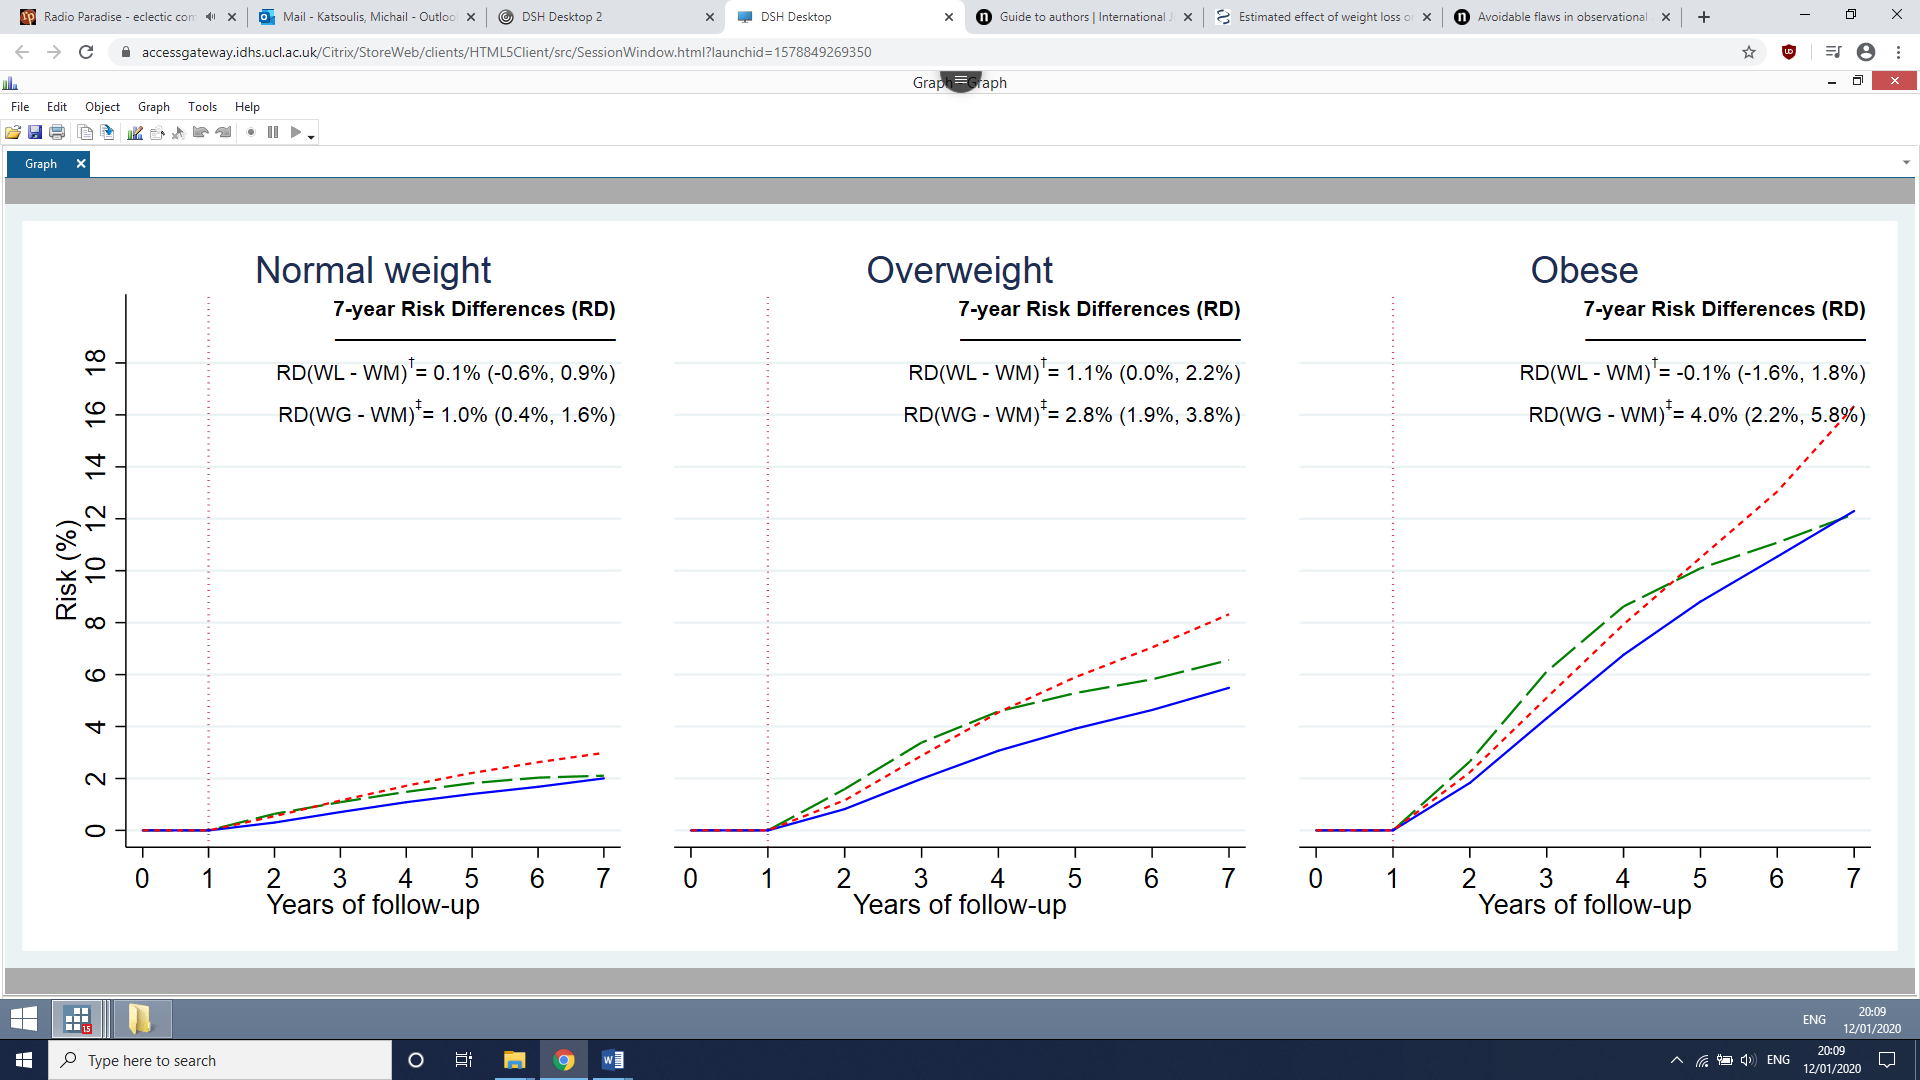 Radio Paradise - eclectic com
Mail - Katsoulis, Michail - Outloo
DSH Desktop 2
DSH Desktop
Guide to authors | International J
Estimated effect of weight loss o
Avoidable flaws in observational
accessgateway.idhs.ucl.ac.uk/Citrix/StoreWeb/clients/HTML5Client/src/SessionWindow.html?launchid=1578849269350
Graph - Graph
File Edit Object Graph Tools Help
Graph
Normal weight
7-year Risk Differences (RD)
RD(WL - WM)†= 0.1% (-0.6%, 0.9%)
RD(WG - WM)‡= 1.0% (0.4%, 1.6%)
Overweight
7-year Risk Differences (RD)
RD(WL - WM)†= 1.1% (0.0%, 2.2%)
RD(WG - WM)‡= 2.8% (1.9%, 3.8%)
Obese
7-year Risk Differences (RD)
RD(WL - WM)†= -0.1% (-1.6%, 1.8%)
RD(WG - WM)‡= 4.0% (2.2%, 5.8%)
Risk (%)
18
16
14
12
10
8
6
4
2
0
0 1 2 3 4 5 6 7
Years of follow-up
0 1 2 3 4 5 6 7
Years of follow-up
0 1 2 3 4 5 6 7
Years of follow-up
15
ENG
20:09
12/01/2020
Type here to search
ENG
20:09
12/01/2020